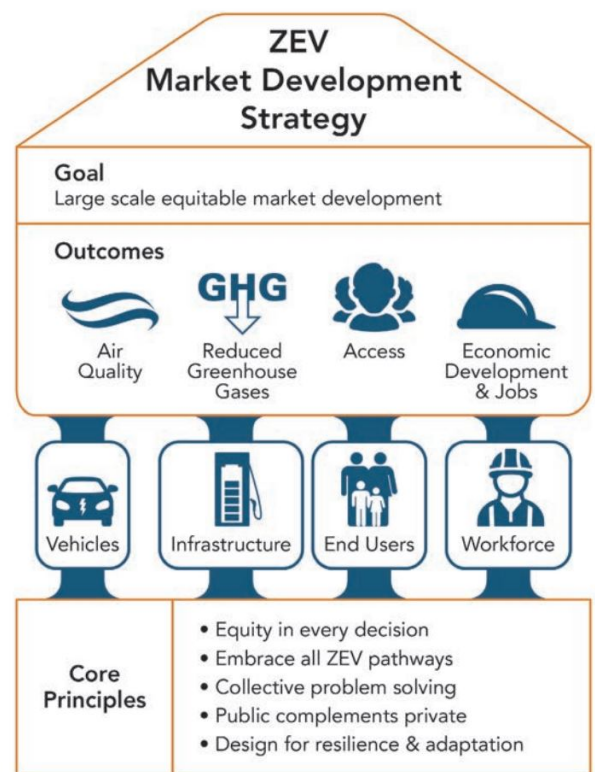 ZEV
Market Development
Strategy
Goal
Large scale equitable market development
Outcomes
GHG
Air
Quality
Reduced
Greenhouse
Gases
Access
Economic
Development
& Jobs
Vehicles
Infrastructure
End Users
Workforce
Core
Principles
• Equity in every decision
• Embrace all ZEV pathways
• Collective problem solving
• Public complements private
• Design for resilience & adaptation